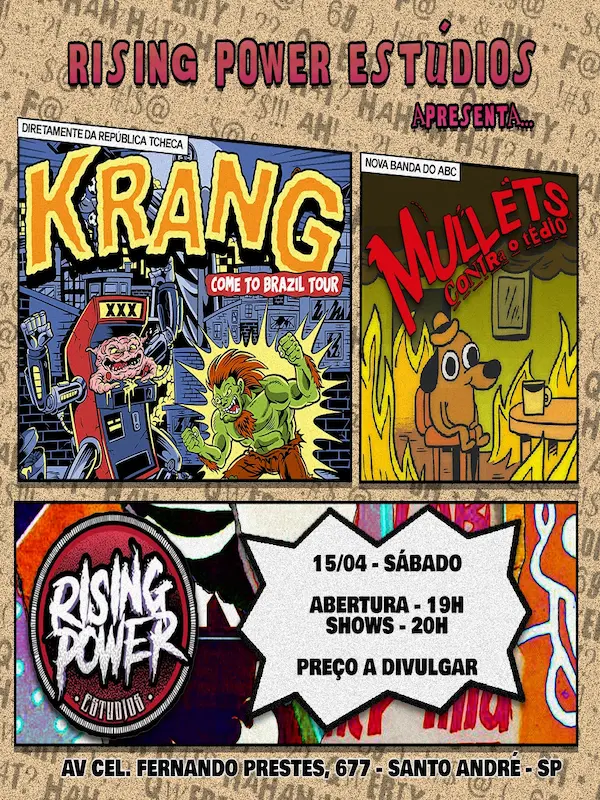 RISING POWER ESTÚDIOS
APRESENTA...
DIRETAMENTE DA REPÚBLICA TCHECA
KRANG
COME TO BRAZIL TOUR
XXX
NOVA BANDA DO ABC
MULLETS
CONTRA O TÉDIO
RISING
POWER
ESTUDIOS
15/04 - SÁBADO
ABERTURA - 19H
SHOWS - 20H
PREÇO A DIVULGAR
AV CEL. FERNANDO PRESTES, 677 - SANTO ANDRÉ - SP